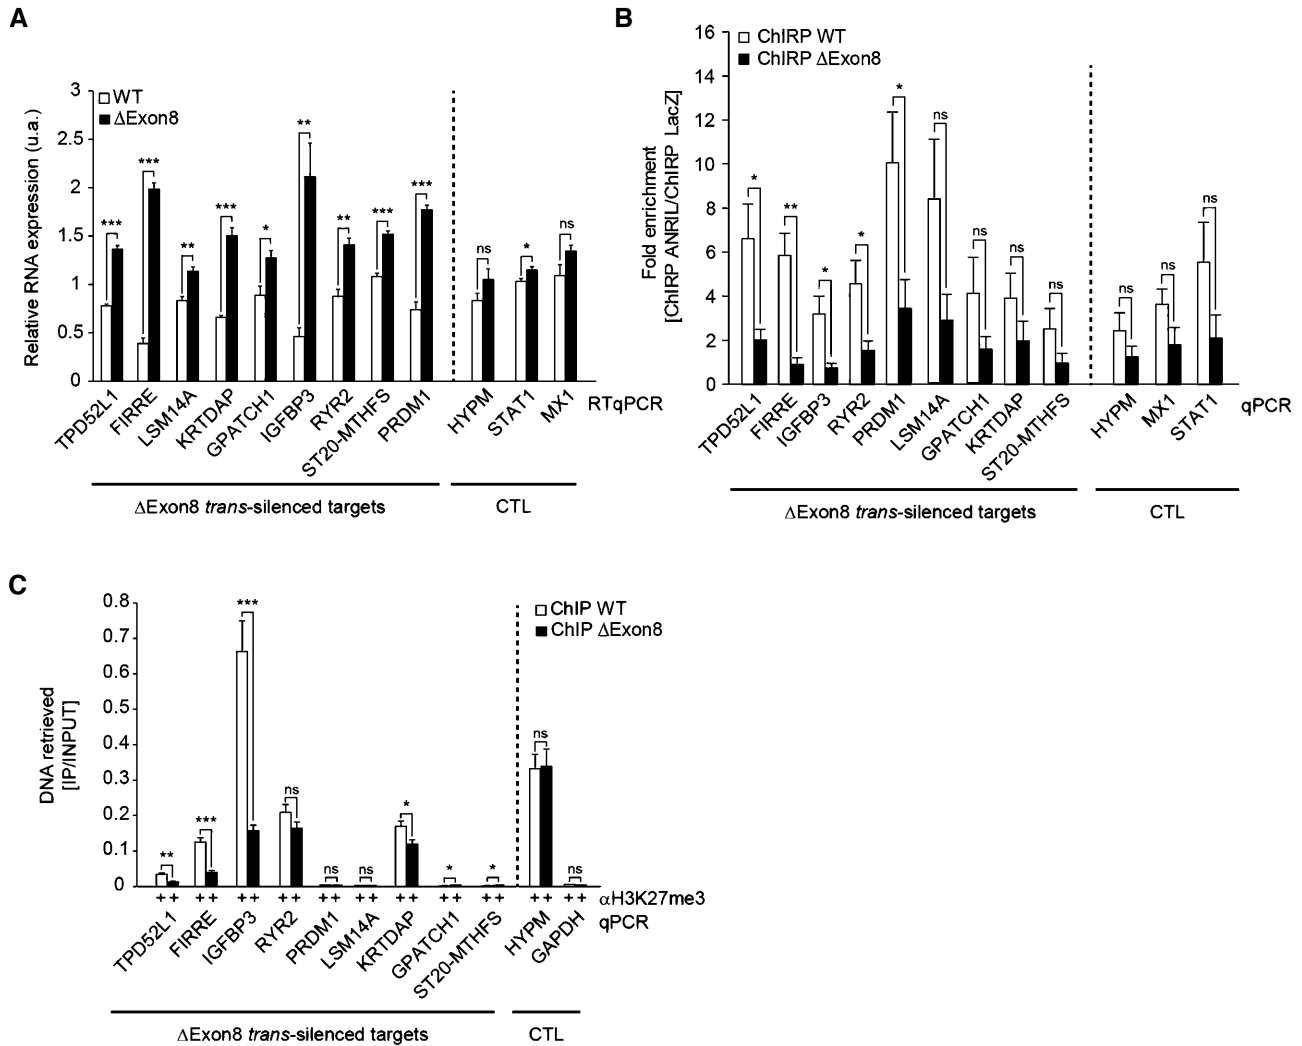 A
Relative RNA expression (u.a.)
3
2.5
2
1.5
1
0.5
0
WT
ΔExon8
*** *** ** *** * ** ** *** *** ns * ns
TPD52L1 FIRRE LSM14A KRTDAP GPATCH1 IGFBP3 RYR2 ST20-MTHFS PRDM1 HYPM STAT1 MX1
RTqPCR
ΔExon8 trans-silenced targets CTL
B
Fold enrichment
[ChIRP ANRIL/ChIRP LacZ]
16
14
12
10
8
6
4
2
0
ChIRP WT
ChIRP ΔExon8
* ** * * * ns ns ns ns ns ns ns
TPD52L1 FIRRE IGFBP3 RYR2 PRDM1 LSM14A GPATCH1 KRTDAP ST20-MTHFS HYPM MX1 STAT1
qPCR
ΔExon8 trans-silenced targets CTL
C
DNA retrieved
[IP/INPUT]
0.8
0.7
0.6
0.5
0.4
0.3
0.2
0.1
0
ChIP WT
ChIP ΔExon8
** *** *** ns ns ns * * * ns ns
+ + + + + + + + + + + + + + + + + + + + + + αH3K27me3
TPD52L1 FIRRE IGFBP3 RYR2 PRDM1 LSM14A KRTDAP GPATCH1 ST20-MTHFS HYPM GAPDH
qPCR
ΔExon8 trans-silenced targets CTL